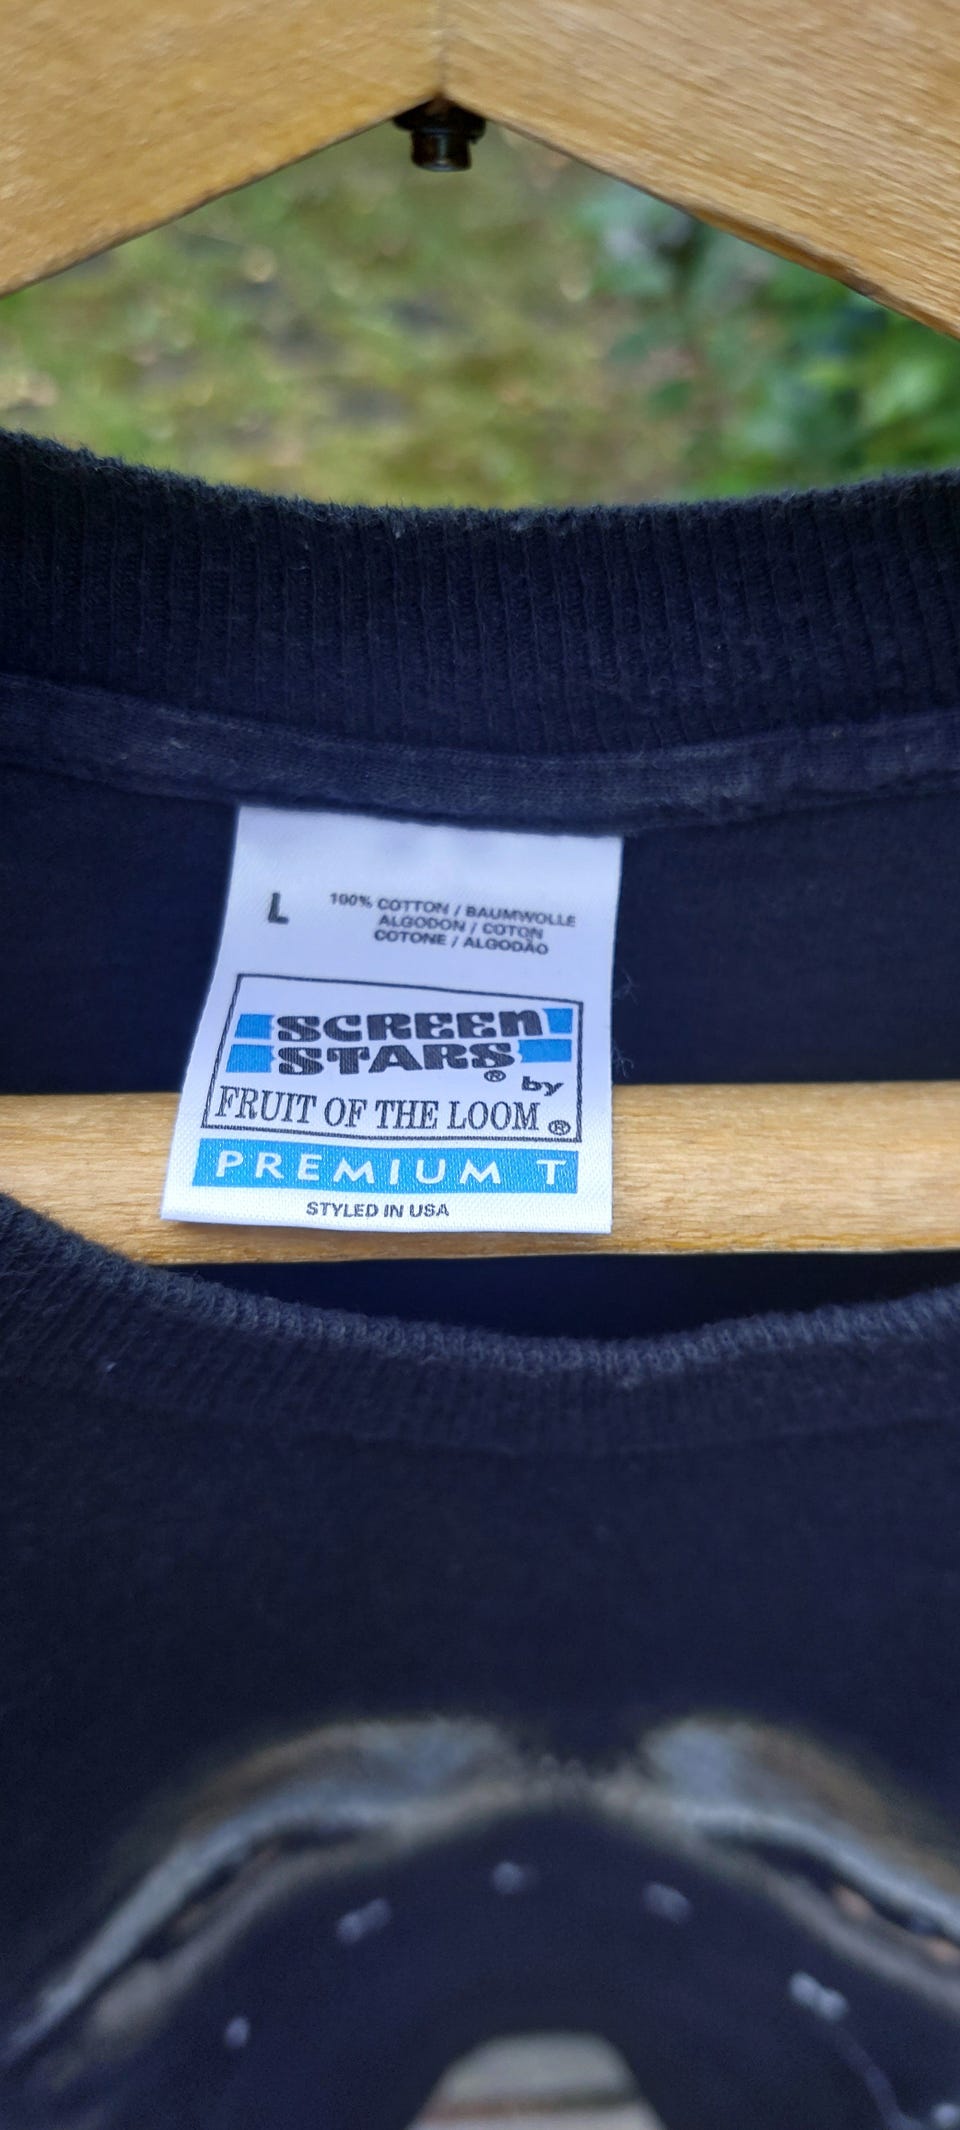 L
100% COTTON / BAUMWOLLE
ALGODON / COTON
COTONE / ALGODÃO
SCREEN
STARS® by
FRUIT OF THE LOOM®
PREMIUM T
STYLED IN USA